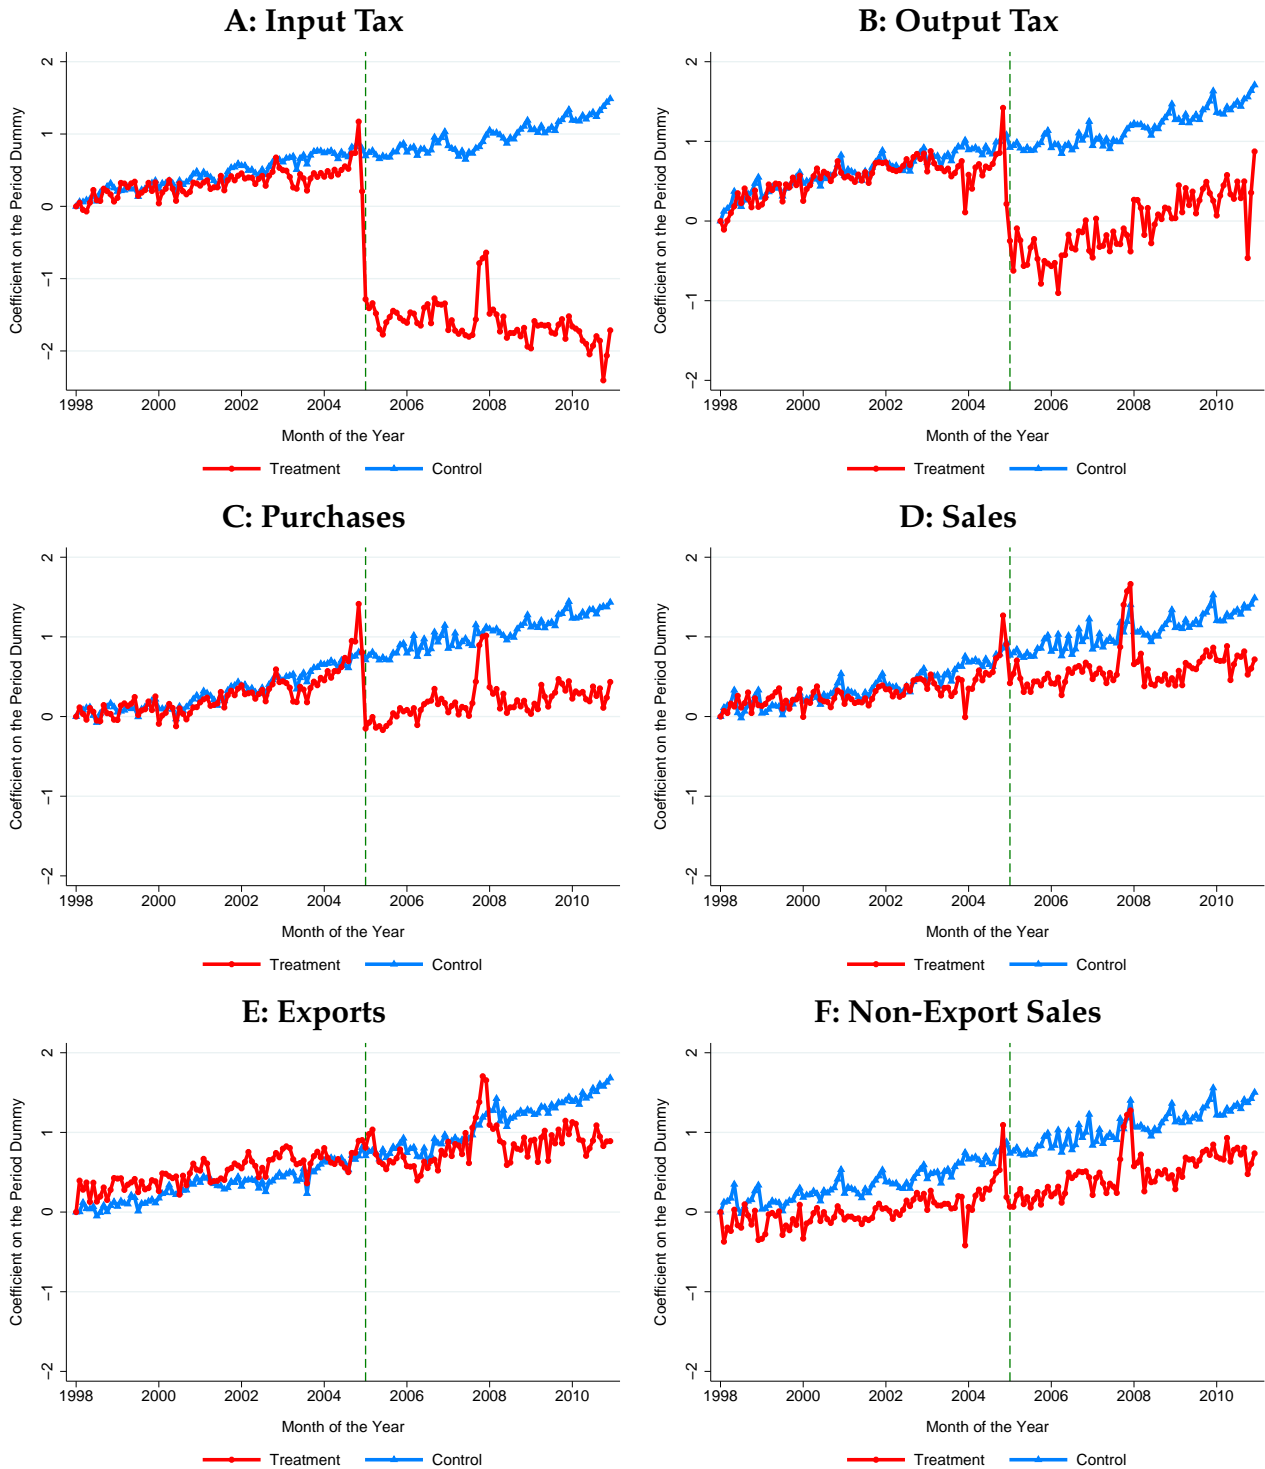 A: Input Tax
Coefficient on the Period Dummy
2
1
0
−1
−2
1998 2000 2002 2004 2006 2008 2010
Month of the Year
Treatment Control
B: Output Tax
Coefficient on the Period Dummy
2
1
0
−1
−2
1998 2000 2002 2004 2006 2008 2010
Month of the Year
Treatment Control
C: Purchases
Coefficient on the Period Dummy
2
1
0
−1
−2
1998 2000 2002 2004 2006 2008 2010
Month of the Year
Treatment Control
D: Sales
Coefficient on the Period Dummy
2
1
0
−1
−2
1998 2000 2002 2004 2006 2008 2010
Month of the Year
Treatment Control
E: Exports
Coefficient on the Period Dummy
2
1
0
−1
−2
1998 2000 2002 2004 2006 2008 2010
Month of the Year
Treatment Control
F: Non-Export Sales
Coefficient on the Period Dummy
2
1
0
−1
−2
1998 2000 2002 2004 2006 2008 2010
Month of the Year
Treatment Control